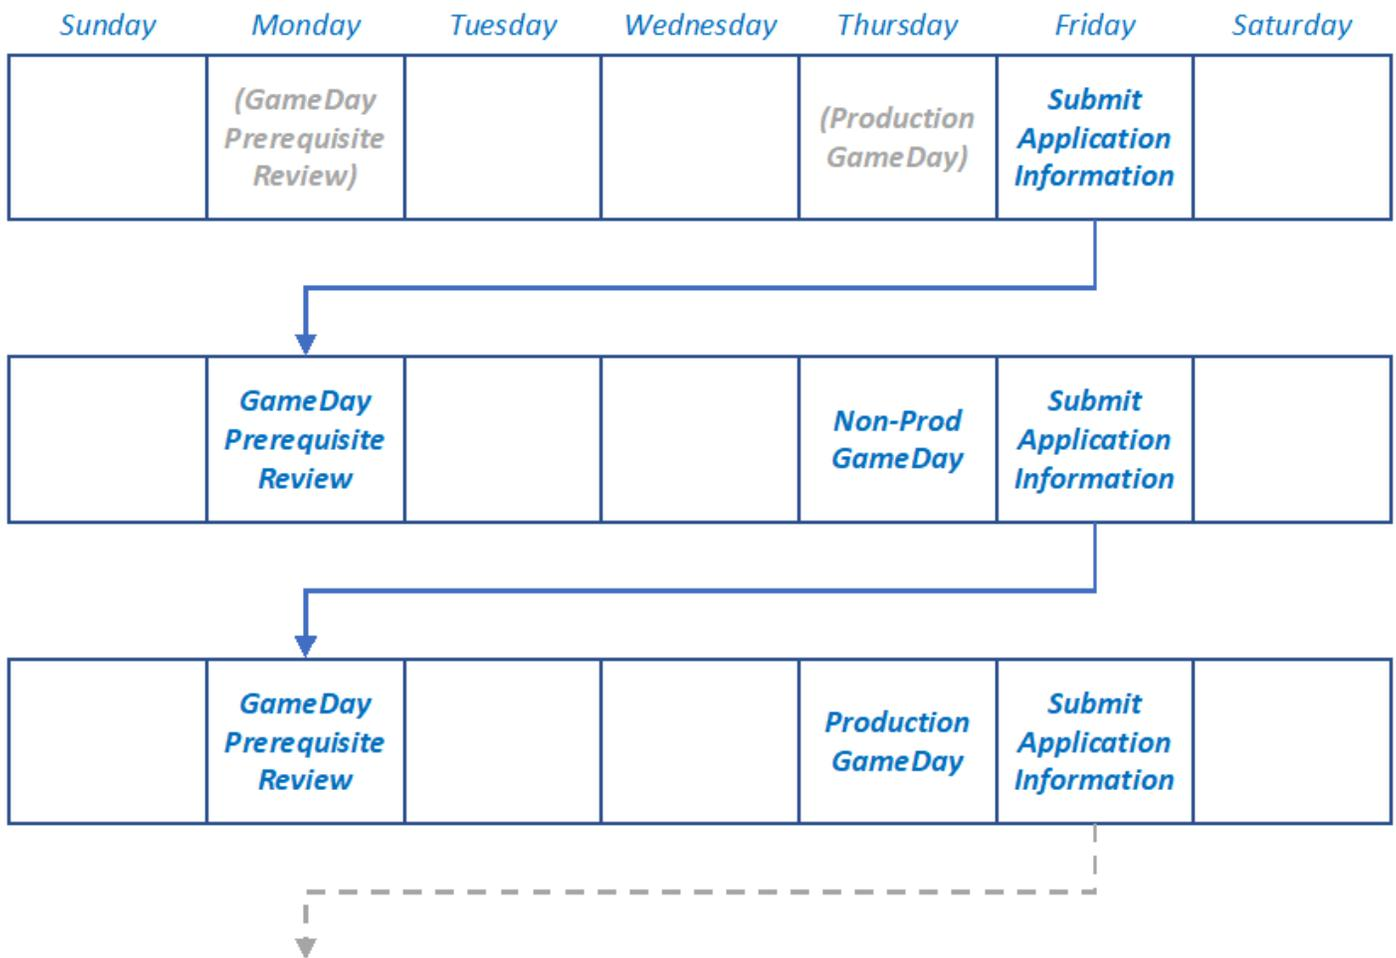 Sunday Monday Tuesday Wednesday Thursday Friday Saturday
(GameDay
Prerequisite
Review)
(Production
GameDay)
Submit
Application
Information
GameDay
Prerequisite
Review
Non-Prod
GameDay
Submit
Application
Information
GameDay
Prerequisite
Review
Production
GameDay
Submit
Application
Information